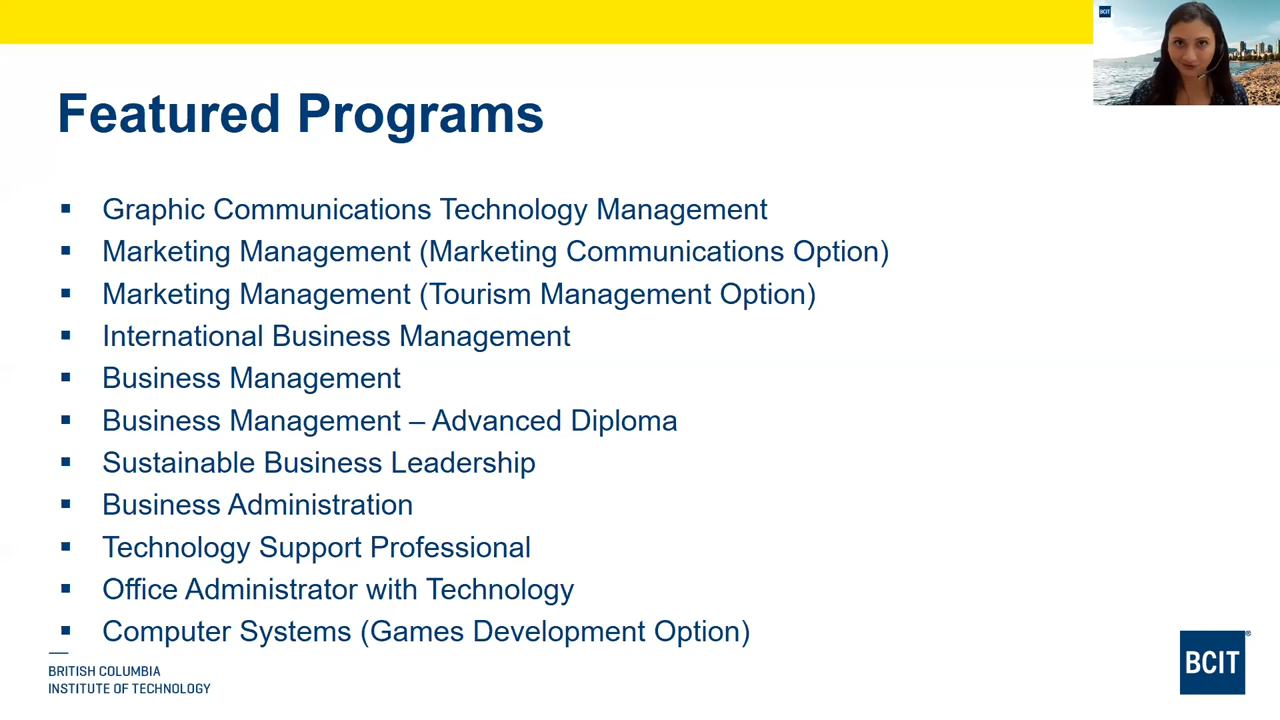 BCIT
Featured Programs
▪ Graphic Communications Technology Management
▪ Marketing Management (Marketing Communications Option)
▪ Marketing Management (Tourism Management Option)
▪ International Business Management
▪ Business Management
▪ Business Management – Advanced Diploma
▪ Sustainable Business Leadership
▪ Business Administration
▪ Technology Support Professional
▪ Office Administrator with Technology
▪ Computer Systems (Games Development Option)
BRITISH COLUMBIA
INSTITUTE OF TECHNOLOGY
BCIT®